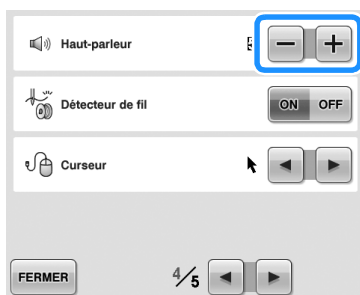 Haut-parleur
Détecteur de fil
ON OFF
Curseur
FERMER
4/5